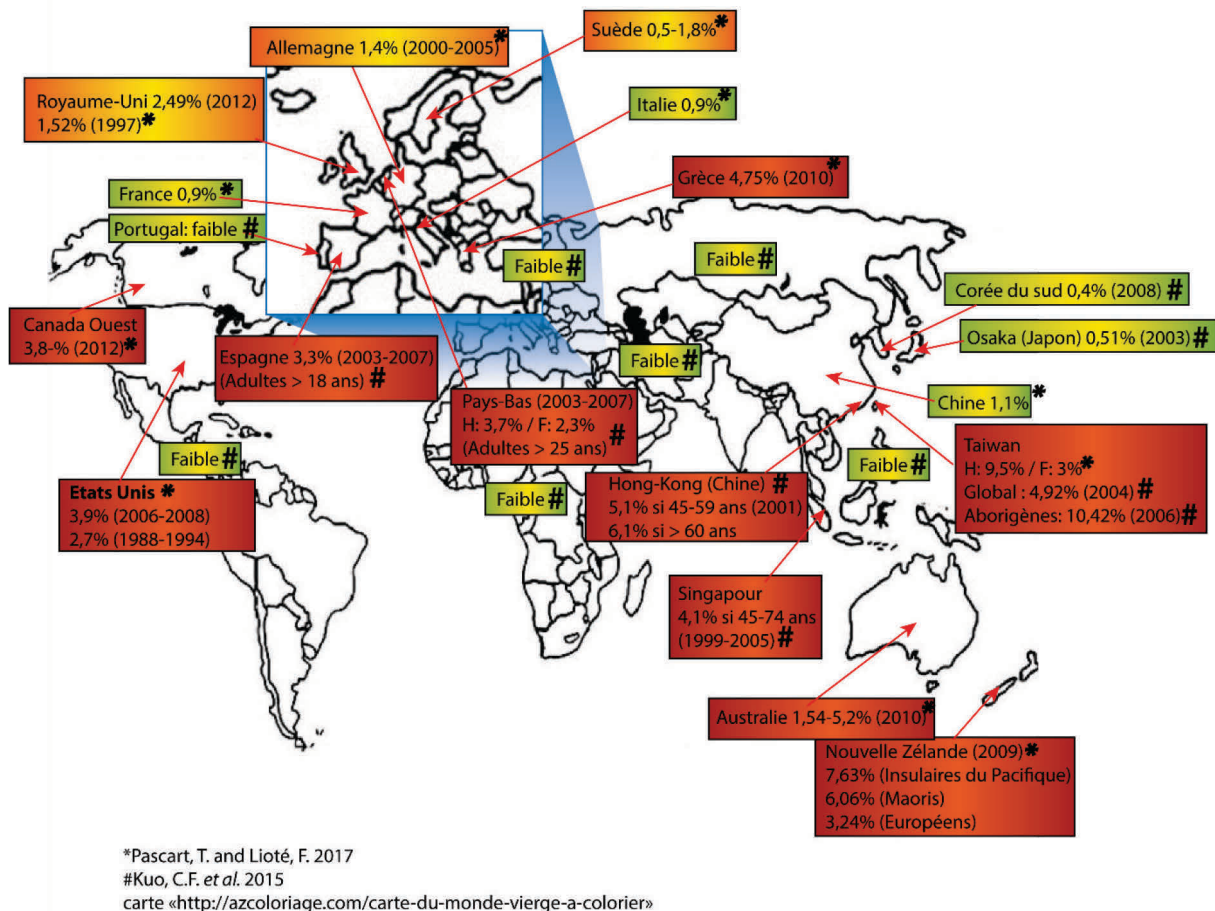 Allemagne 1,4% (2000-2005)*
Suède 0,5-1,8%*
Royaume-Uni 2,49% (2012)
1,52% (1997)*
Italie 0,9%*
Grèce 4,75% (2010)*
France 0,9% *
Portugal: faible #
Faible #
Faible #
Corée du sud 0,4% (2008) #
Canada Ouest
3,8-% (2012)*
Osaka (Japon) 0,51% (2003) #
Espagne 3,3% (2003-2007)
(Adultes > 18 ans) #
Faible #
Pays-Bas (2003-2007)
H: 3,7% / F: 2,3%
(Adultes > 25 ans) #
Chine 1,1% *
Taiwan
H: 9,5% / F: 3%*
Global : 4,92% (2004) #
Aborigènes: 10,42% (2006) #
Faible #
Faible #
Faible #
Hong-Kong (Chine) #
5,1% si 45-59 ans (2001)
6,1% si > 60 ans
Etats Unis *
3,9% (2006-2008)
2,7% (1988-1994)
Singapour
4,1% si 45-74 ans
(1999-2005) #
Australie 1,54-5,2% (2010)*
Nouvelle Zélande (2009) *
7,63% (Insulaires du Pacifique)
6,06% (Maoris)
3,24% (Européens)
*Pascart, T. and Lioté, F. 2017
#Kuo, C.F. et al. 2015
carte «http://azcoloriage.com/carte-du-monde-vierge-a-colorier»